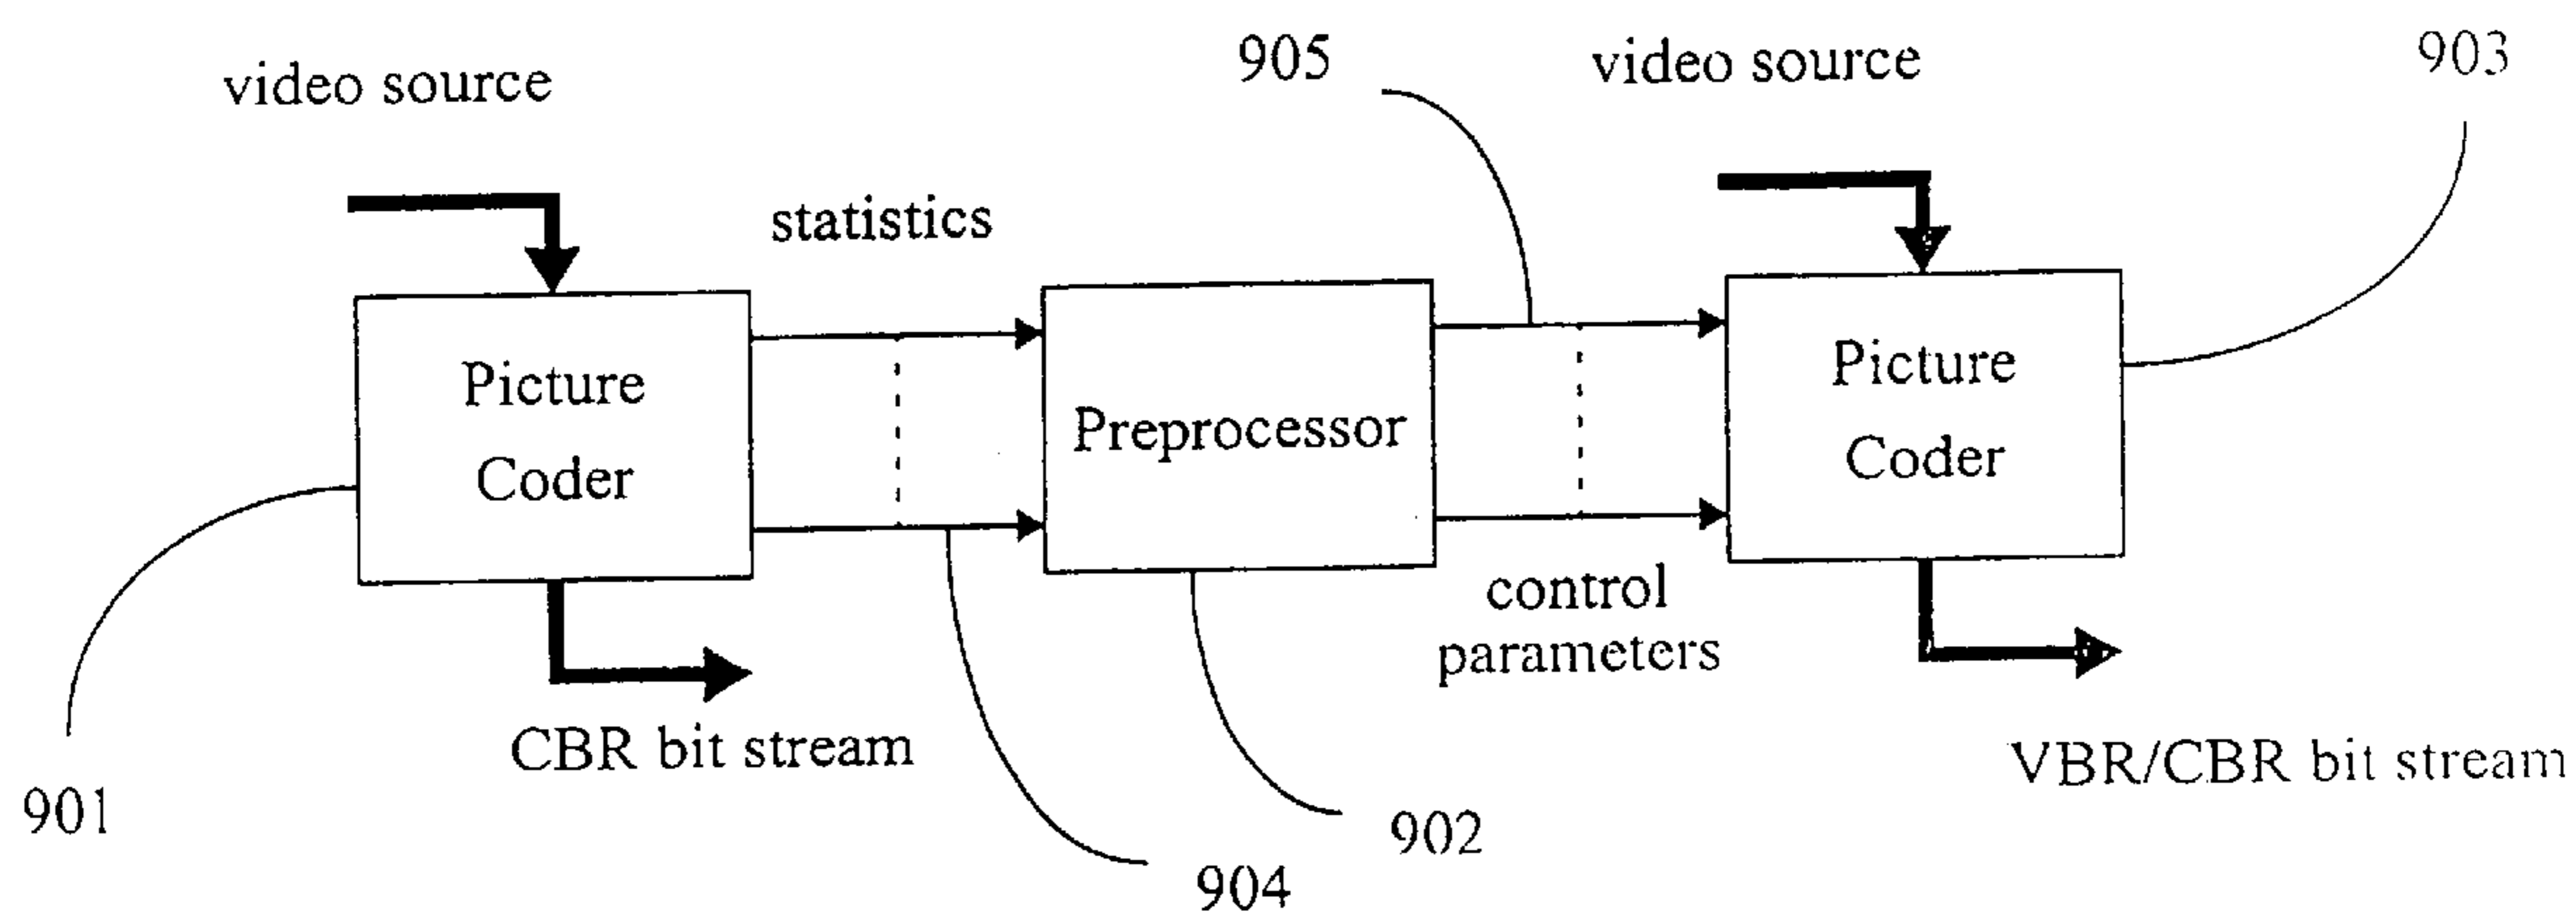 905
video source
903
video source
statistics
Picture
Coder
Preprocessor
Picture
Coder
control
parameters
CBR bit stream
VBR/CBR bit stream
901
902
904